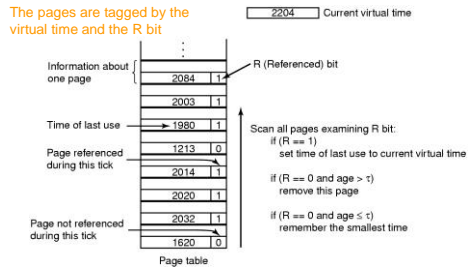 The pages are tagged by the
virtual time and the R bit
2204 Current virtual time
Information about
one page
2084 1
R (Referenced) bit
2003 1
Time of last use
1980 1
1213 0
Page referenced
during this tick
2014 1
2020 1
2032 1
Page not referenced
during this tick
1620 0
Page table
Scan all pages examining R bit:
if (R == 1)
set time of last use to current virtual time
if (R == 0 and age > τ)
remove this page
if (R == 0 and age ≤ τ)
remember the smallest time